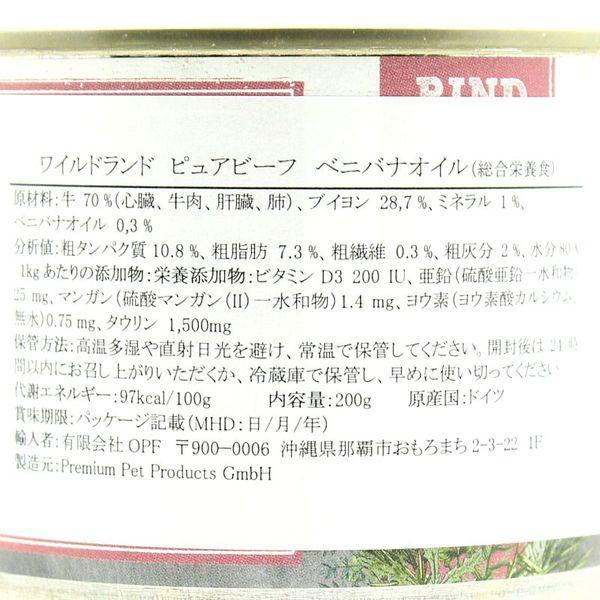 RIND
ワイルドランド ピュアビーフ ベニバナオイル(総合栄養食)
原材料:牛 70%(心臓、牛肉、肝臓、肺)、ブイヨン 28,7%、ミネラル 1%、
ベニバナオイル 0,3%
分析値:粗タンパク質 10.8%、粗脂肪 7.3%、粗繊維 0.3%、粗灰分 2%、水分80%
1kgあたりの添加物:栄養添加物:ビタミン D3 200 IU、亜鉛(硫酸亜鉛一水和物)
25 mg、マンガン(硫酸マンガン(II)一水和物)1.4 mg、ヨウ素(ヨウ素酸カルシウム、
無水)0.75 mg、タウリン 1,500mg
保管方法:高温多湿や直射日光を避け、常温で保管してください。開封後は 24 時
間以内にお召し上がりいただくか、冷蔵庫で保管し、早めに使い切ってください
代謝エネルギー:97kcal/100g 内容量:200g 原産国:ドイツ
賞味期限:パッケージ記載(MHD:日/月/年)
輸入者:有限会社OPF 〒900-0006 沖縄県那覇市おもろまち2-3-22 1F
製造元:Premium Pet Products GmbH